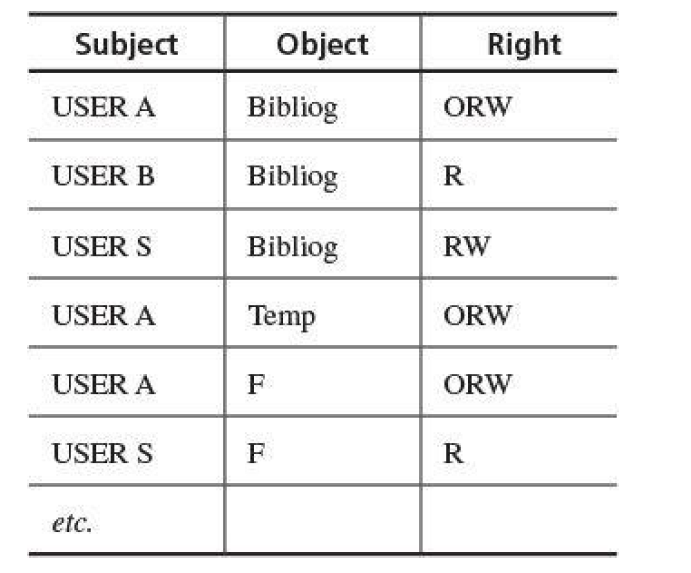 Subject Object Right
USER A Bibliog ORW
USER B Bibliog R
USER S Bibliog RW
USER A Temp ORW
USER A F ORW
USER S F R
etc.